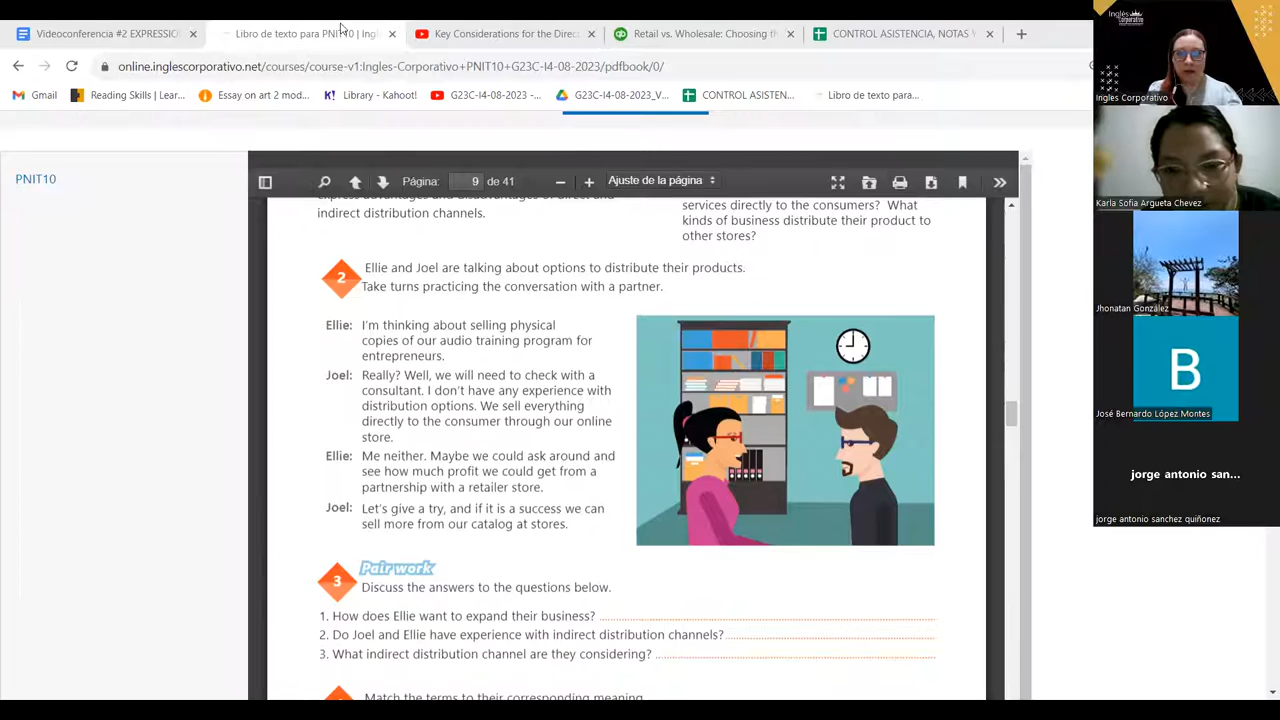 Videoconferencia #2 EXPRESSIO
Libro de texto para PNIT10 | Ingl
Key Considerations for the Direc
Retail vs. Wholesale: Choosing th
CONTROL ASISTENCIA, NOTAS Y
online.inglescorporativo.net/courses/course-v1:Ingles-Corporativo+PNIT10+G23C-I4-08-2023/pdfbook/0/
Gmail
Reading Skills | Lear...
Essay on art 2 mod...
Library - Kaho
G23C-I4-08-2023_V...
CONTROL ASISTEN...
Libro de texto para...
PNIT10
Página:
9
de 41
Ajuste de la página
indirect distribution channels.
services directly to the consumers? What
kinds of business distribute their product to
other stores?
2
Ellie and Joel are talking about options to distribute their products.
Take turns practicing the conversation with a partner.
Ellie: I'm thinking about selling physical
copies of our audio training program for
entrepreneurs.
Joel: Really? Well, we will need to check with a
consultant. I don't have any experience with
distribution options. We sell everything
directly to the consumer through our online
store.
Ellie: Me neither. Maybe we could ask around and
see how much profit we could get from a
partnership with a retailer store.
Joel: Let's give a try, and if it is a success we can
sell more from our catalog at stores.
3
Pair work
Discuss the answers to the questions below.
1. How does Ellie want to expand their business?
2. Do Joel and Ellie have experience with indirect distribution channels?
3. What indirect distribution channel are they considering?
Match the terms to their corresponding meaning
Inglés
Corporativo
Ingles Corporativo
Karla Sofia Argueta Chevez
Jhonatan González
B
José Bernardo López Montes
jorge antonio san...
jorge antonio sanchez quiñonez